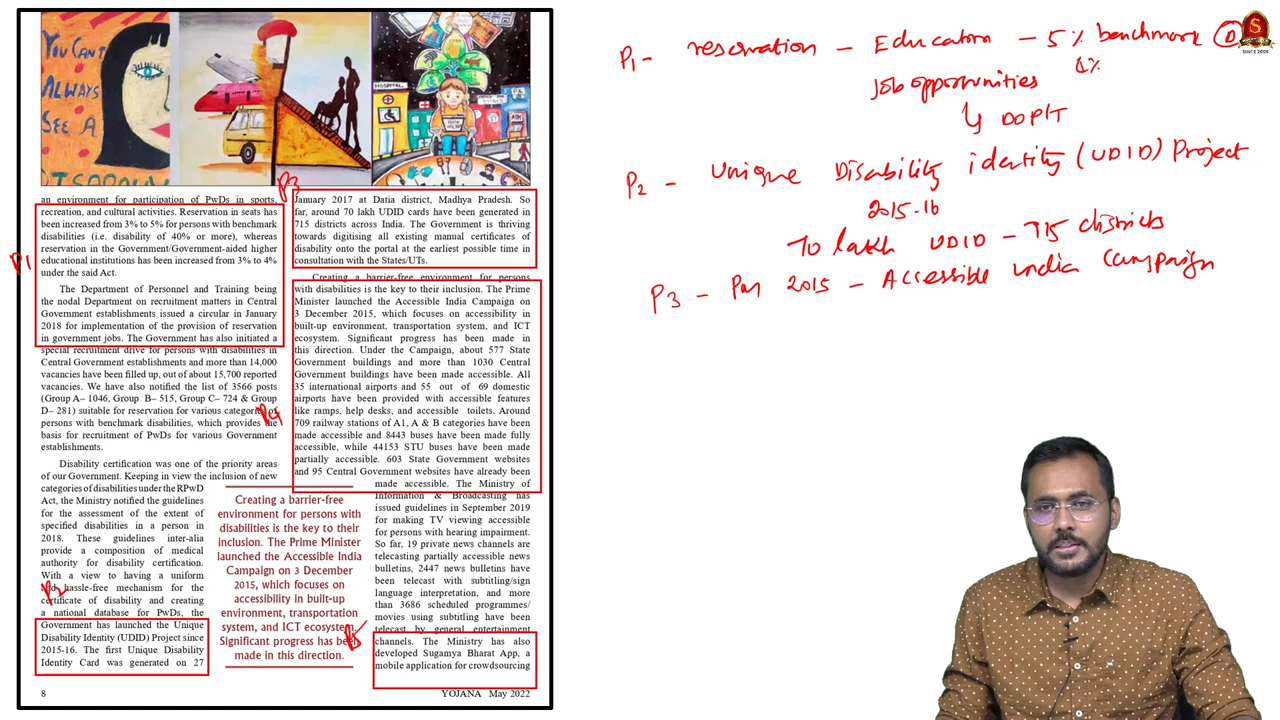 YOU CAN'T
ALWAYS
SEE A
DISABILITY
HOSPITAL
an environment for participation of PwDs in sports,
recreation, and cultural activities. Reservation in seats has
been increased from 3% to 5% for persons with benchmark
disabilities (i.e. disability of 40% or more), whereas
reservation in the Government/Government-aided higher
educational institutions has been increased from 3% to 4%
under the said Act.
The Department of Personnel and Training being
the nodal Department on recruitment matters in Central
Government establishments issued a circular in January
2018 for implementation of the provision of reservation
in government jobs. The Government has also initiated a
special recruitment drive for persons with disabilities in
Central Government establishments and more than 14,000
vacancies have been filled up, out of about 15,700 reported
vacancies. We have also notified the list of 3566 posts
(Group A– 1046, Group B– 515, Group C– 724 & Group
D– 281) suitable for reservation for various categories of
persons with benchmark disabilities, which provides the
basis for recruitment of PwDs for various Government
establishments.
Disability certification was one of the priority areas
of our Government. Keeping in view the inclusion of new
categories of disabilities under the RPwD
Act, the Ministry notified the guidelines
for the assessment of the extent of
specified disabilities in a person in
2018. These guidelines inter-alia
provide a composition of medical
authority for disability certification.
With a view to having a uniform
and hassle-free mechanism for the
certificate of disability and creating
a national database for PwDs, the
Government has launched the Unique
Disability Identity (UDID) Project since
2015-16. The first Unique Disability
Identity Card was generated on 27
Creating a barrier-free
environment for persons with
disabilities is the key to their
inclusion. The Prime Minister
launched the Accessible India
Campaign on 3 December
2015, which focuses on
accessibility in built-up
environment, transportation
system, and ICT ecosystem.
Significant progress has been
made in this direction.
January 2017 at Datia district, Madhya Pradesh. So
far, around 70 lakh UDID cards have been generated in
715 districts across India. The Government is thriving
towards digitising all existing manual certificates of
disability onto the portal at the earliest possible time in
consultation with the States/UTs.
Creating a barrier-free environment for persons
with disabilities is the key to their inclusion. The Prime
Minister launched the Accessible India Campaign on
3 December 2015, which focuses on accessibility in
built-up environment, transportation system, and ICT
ecosystem. Significant progress has been made in
this direction. Under the Campaign, about 577 State
Government buildings and more than 1030 Central
Government buildings have been made accessible. All
35 international airports and 55 out of 69 domestic
airports have been provided with accessible features
like ramps, help desks, and accessible toilets. Around
709 railway stations of A1, A & B categories have been
made accessible and 8443 buses have been made fully
accessible, while 44153 STU buses have been made
partially accessible. 603 State Government websites
and 95 Central Government websites have already been
made accessible. The Ministry of
Information & Broadcasting has
issued guidelines in September 2019
for making TV viewing accessible
for persons with hearing impairment.
So far, 19 private news channels are
telecasting partially accessible news
bulletins, 2447 news bulletins have
been telecast with subtitling/sign
language interpretation, and more
than 3686 scheduled programmes/
movies using subtitling have been
telecast by general entertainment
channels. The Ministry has also
developed Sugamya Bharat App, a
mobile application for crowdsourcing
8
YOJANA May 2022
P1
P2
P3
P4
P5
P1 - reservation - Education - 5% benchmark D
4%
Job opportunities
↳ DOPIT
P2 - Unique Disability identity (UDID) Project
2015-16
70 lakh UDID - 715 districts
P3 - PM 2015 - Accessible india Campaign
S
SINCE 2004